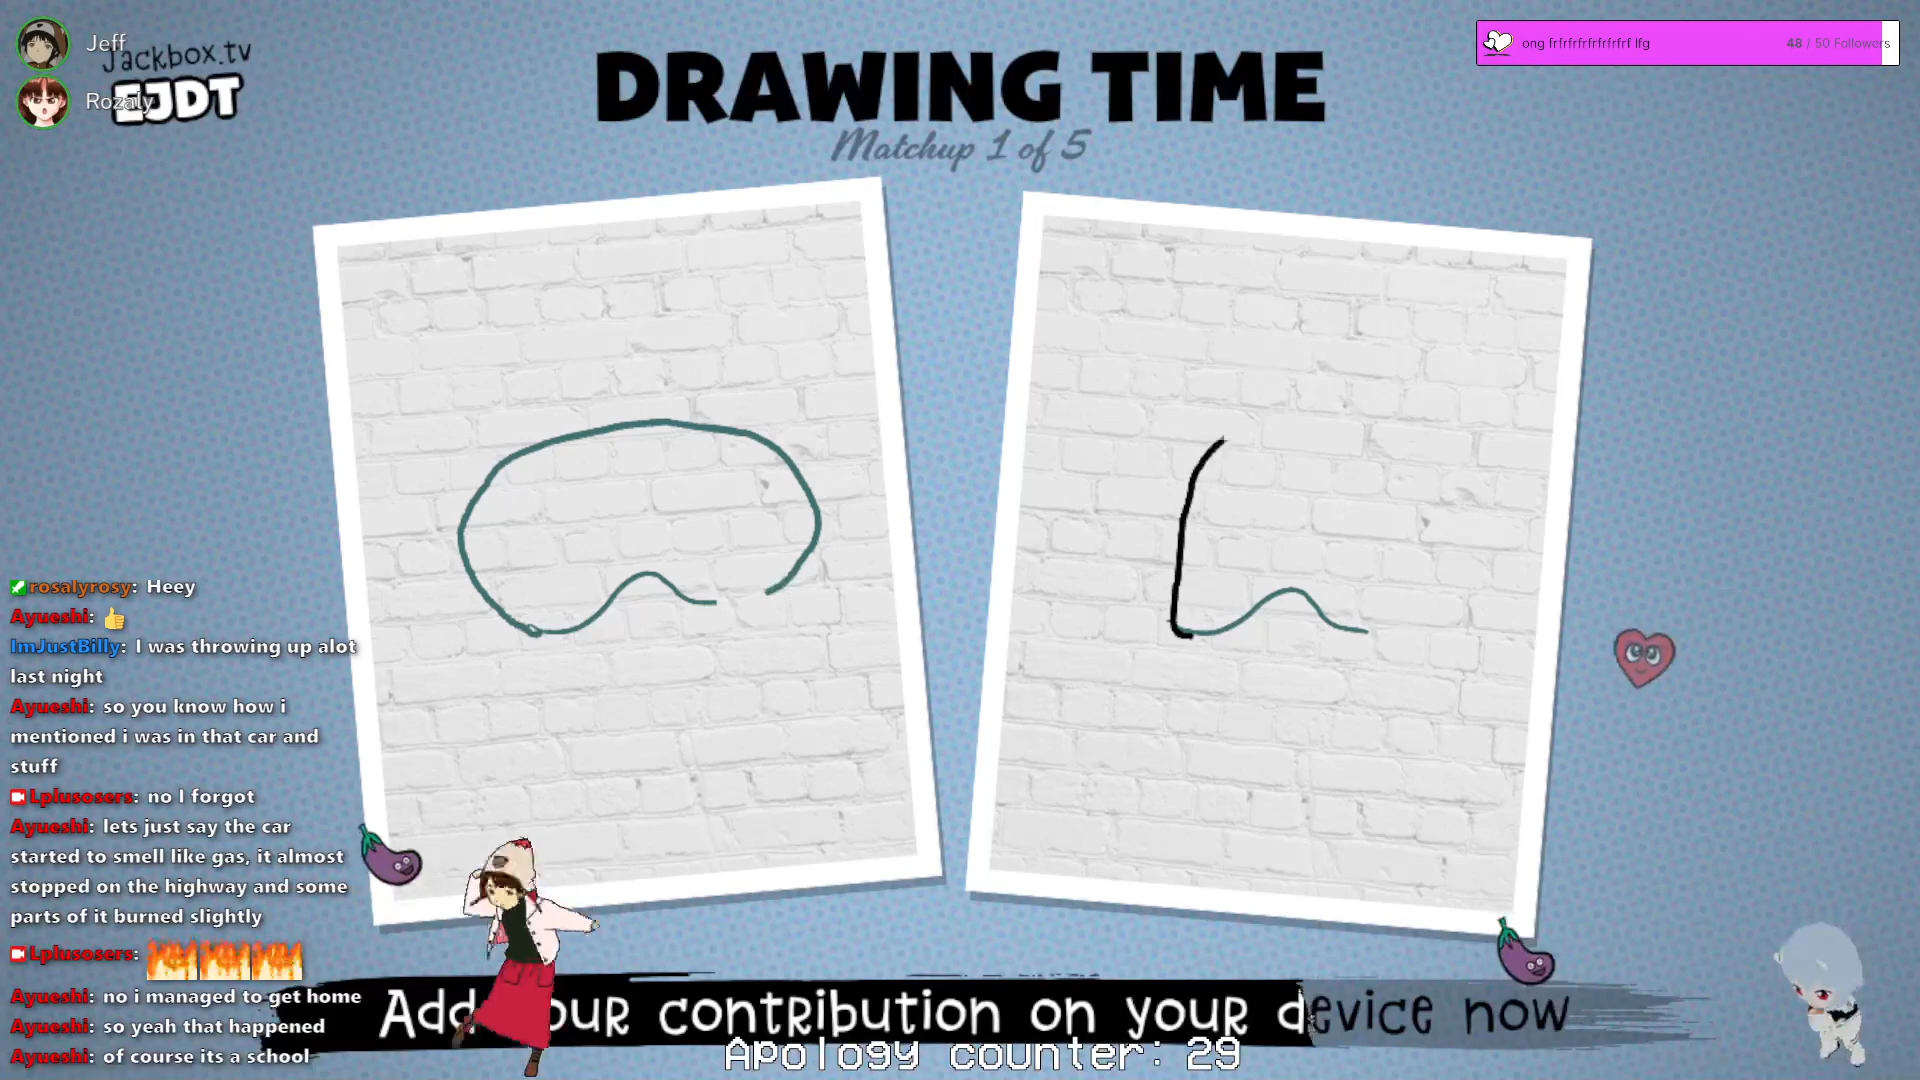 Jeff
Jackbox.tv
Rozaly
EJDT
DRAWING TIME
Matchup 1 of 5
ong frfrfrfrfrfrfrfrf lfg
48 / 50 Followers
rosalyrosy: Heey
Ayueshi: 👍
ImJustBilly: I was throwing up alot
last night
Ayueshi: so you know how i
mentioned i was in that car and
stuff
Lplusosers: no I forgot
Ayueshi: lets just say the car
started to smell like gas, it almost
stopped on the highway and some
parts of it burned slightly
Lplusosers:
Ayueshi: no i managed to get home
Ayueshi: so yeah that happened
Ayueshi: of course its a school
Add your contribution on your device now
Apology counter: 29